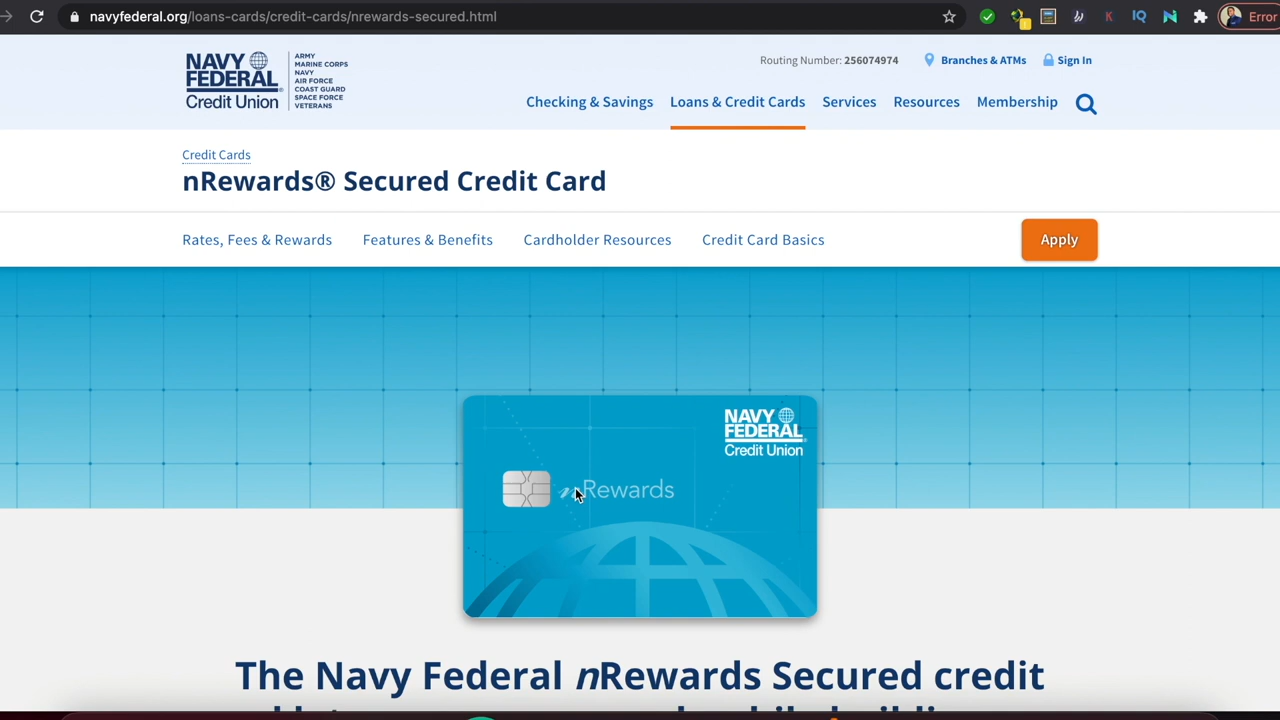 navyfederal.org/loans-cards/credit-cards/nrewards-secured.html
K
IQ
N
Error
NAVY
FEDERAL
Credit Union
ARMY
MARINE CORPS
NAVY
AIR FORCE
COAST GUARD
SPACE FORCE
VETERANS
Routing Number: 256074974 Branches & ATMs Sign In
Checking & Savings Loans & Credit Cards Services Resources Membership
Credit Cards
nRewards® Secured Credit Card
Rates, Fees & Rewards Features & Benefits Cardholder Resources Credit Card Basics Apply
NAVY
FEDERAL
Credit Union
nRewards
The Navy Federal nRewards Secured credit